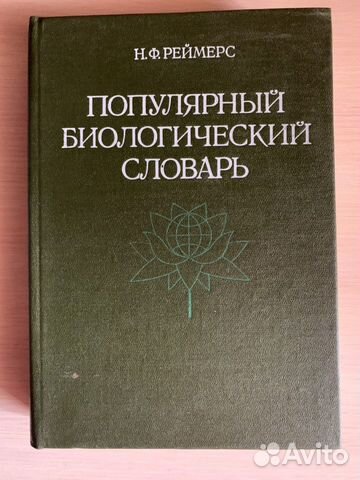 Н.Ф.РЕЙМЕРС
ПОПУЛЯРНЫЙ
БИОЛОГИЧЕСКИЙ
СЛОВАРЬ
Avito